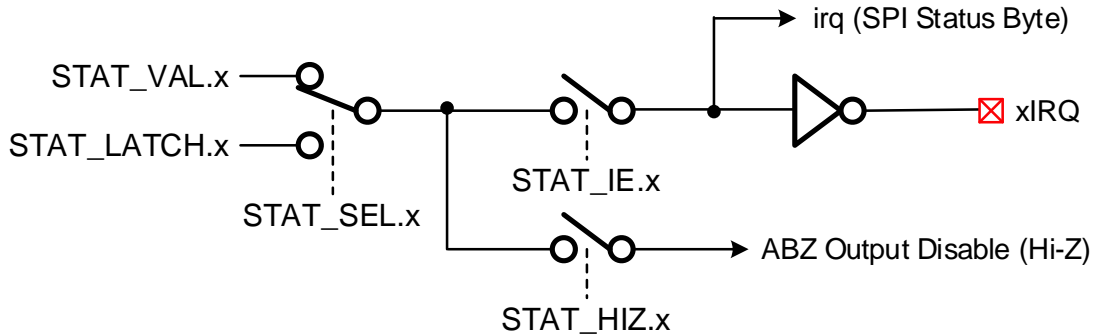 irq (SPI Status Byte)
STAT_VAL.x
xIRQ
STAT_LATCH.x
STAT_IE.x
STAT_SEL.x
ABZ Output Disable (Hi-Z)
STAT_HIZ.x